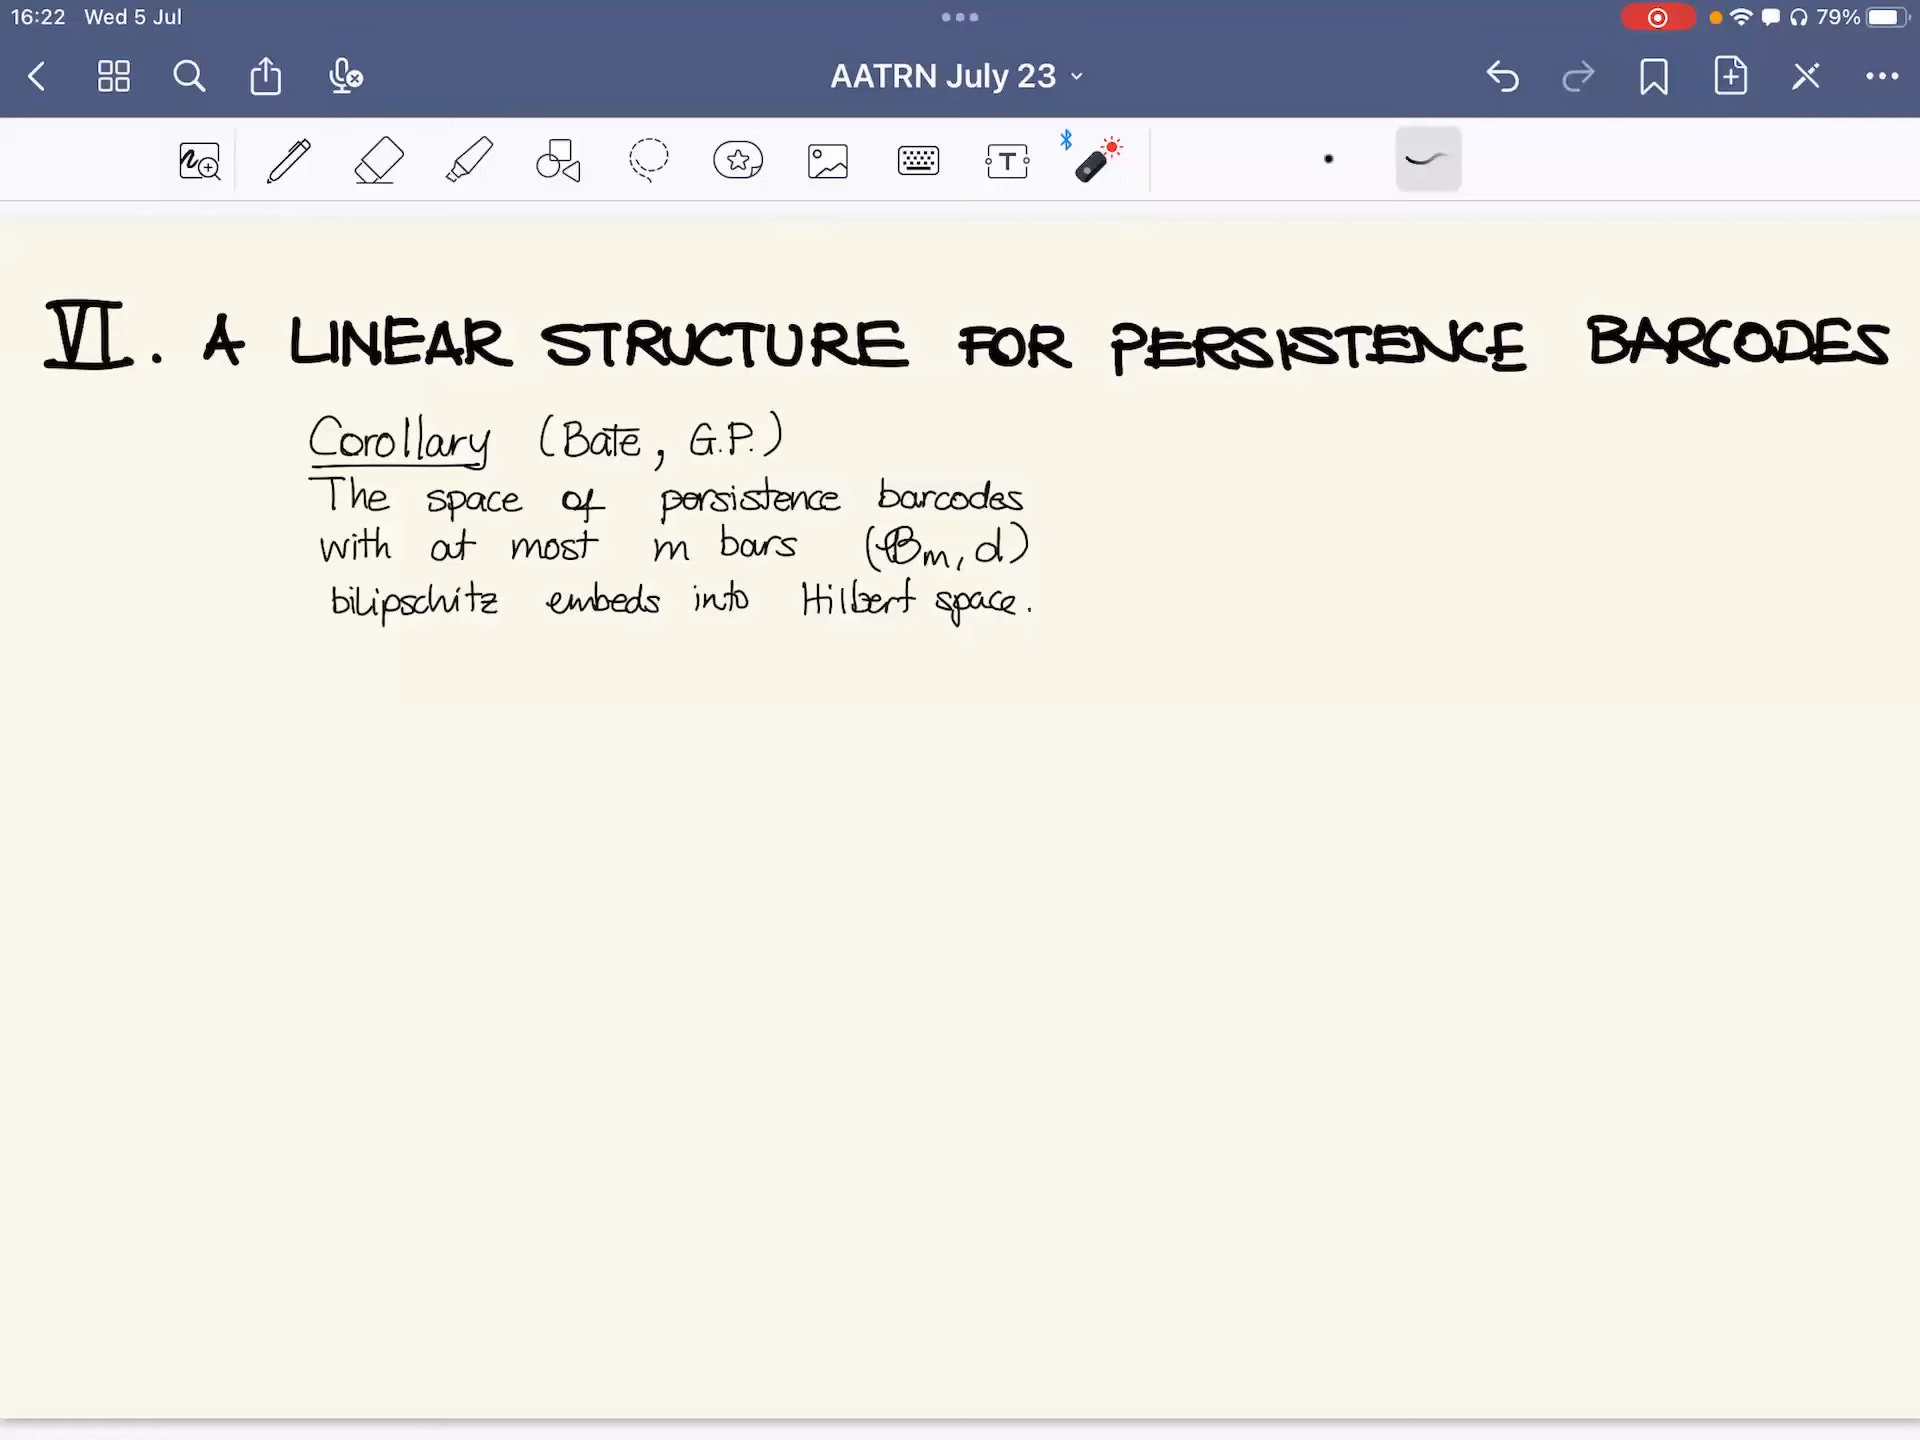 16:22 Wed 5 Jul
79%
AATRN July 23
T
VI. A LINEAR STRUCTURE FOR PERSISTENCE BARCODES
Corollary (Bate, G.P.)
The space of persistence barcodes
with at most m bars (ℬm, d)
bilipschitz embeds into Hilbert space.